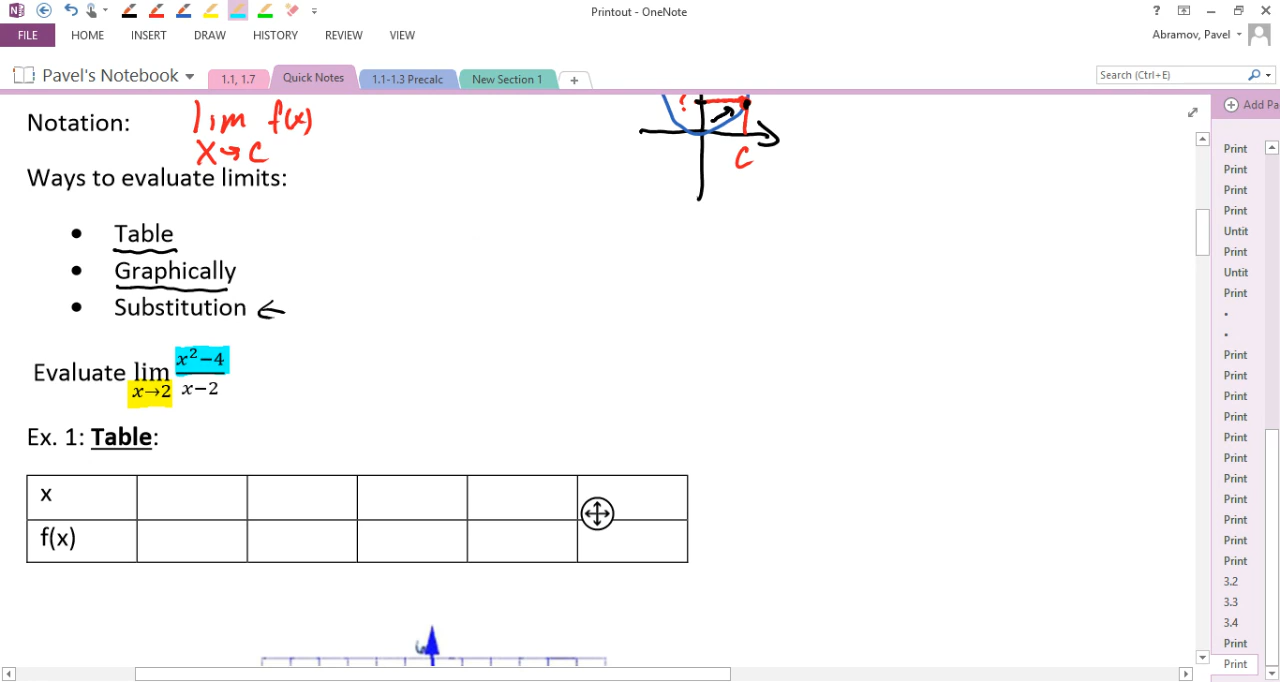 Printout - OneNote
?
FILE HOME INSERT DRAW HISTORY REVIEW VIEW
Abramov, Pavel
Pavel's Notebook
1.1, 1.7
Quick Notes
1.1-1.3 Precalc
New Section 1
+
Search (Ctrl+E)
Add Pa
Notation: lim f(x)
x→c
?
C
Ways to evaluate limits:
• Table
• Graphically
• Substitution ←
Evaluate lim x→2 x²−4 / x−2
Ex. 1: Table:
x
f(x)
Print
Print
Print
Print
Untit
Print
Untit
Print
Print
Print
Print
Print
Print
Print
Print
Print
Print
Print
Print
3.2
3.3
3.4
Print
Print